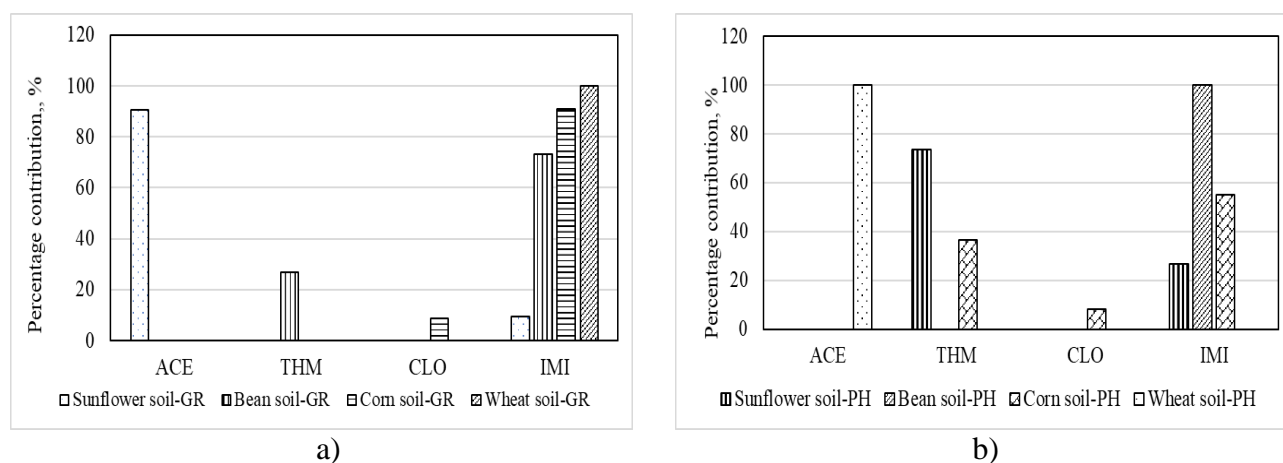 120
100
80
60
40
20
0
Percentage contribution,, %
ACE THM CLO IMI
Sunflower soil-GR Bean soil-GR Corn soil-GR Wheat soil-GR
a)
120
100
80
60
40
20
0
Percentage contribution, %
ACE THM CLO IMI
Sunflower soil-PH Bean soil-PH Corn soil-PH Wheat soil-PH
b)